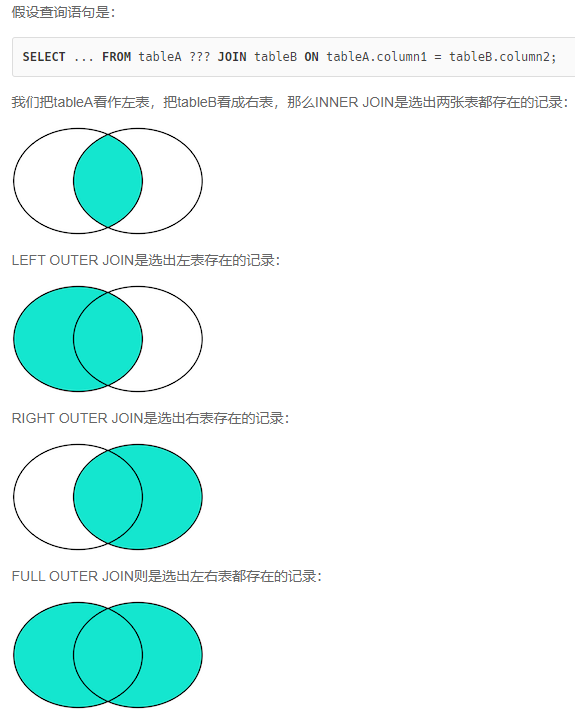 假设查询语句是：
SELECT ... FROM tableA ??? JOIN tableB ON tableA.column1 = tableB.column2;
我们把tableA看作左表，把tableB看成右表，那么INNER JOIN是选出两张表都存在的记录：
LEFT OUTER JOIN是选出左表存在的记录：
RIGHT OUTER JOIN是选出右表存在的记录：
FULL OUTER JOIN则是选出左右表都存在的记录：